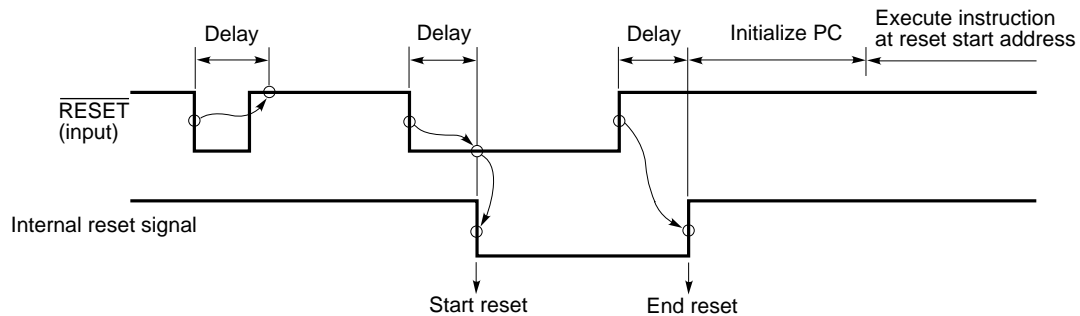 Delay
Delay
Delay
Initialize PC
Execute instruction
at reset start address
RESET
(input)
Internal reset signal
Start reset
End reset